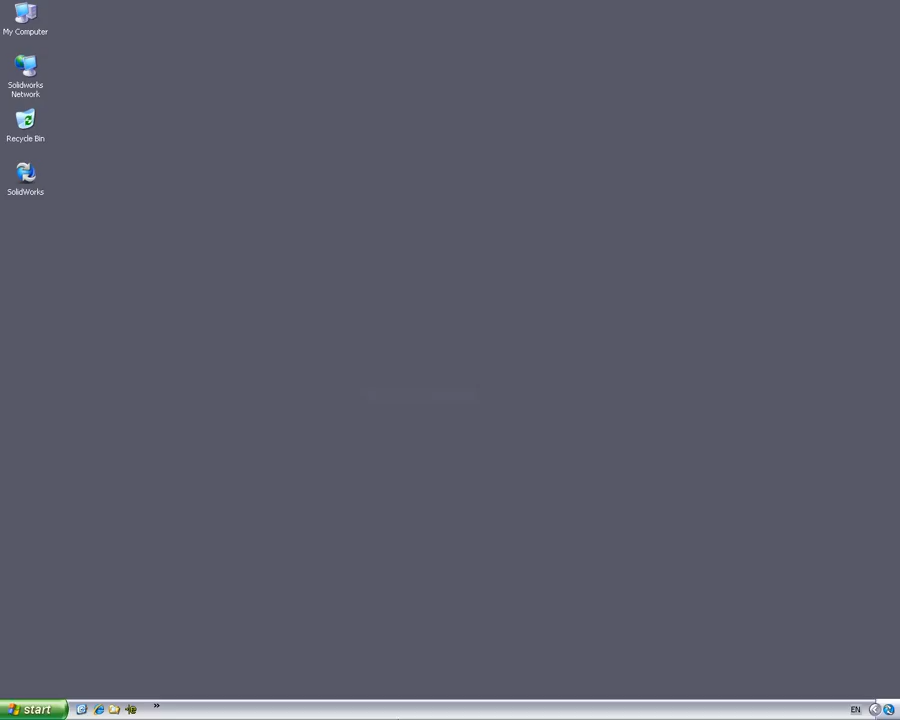 My Computer
Solidworks
Network
Recycle Bin
SolidWorks
start
EN